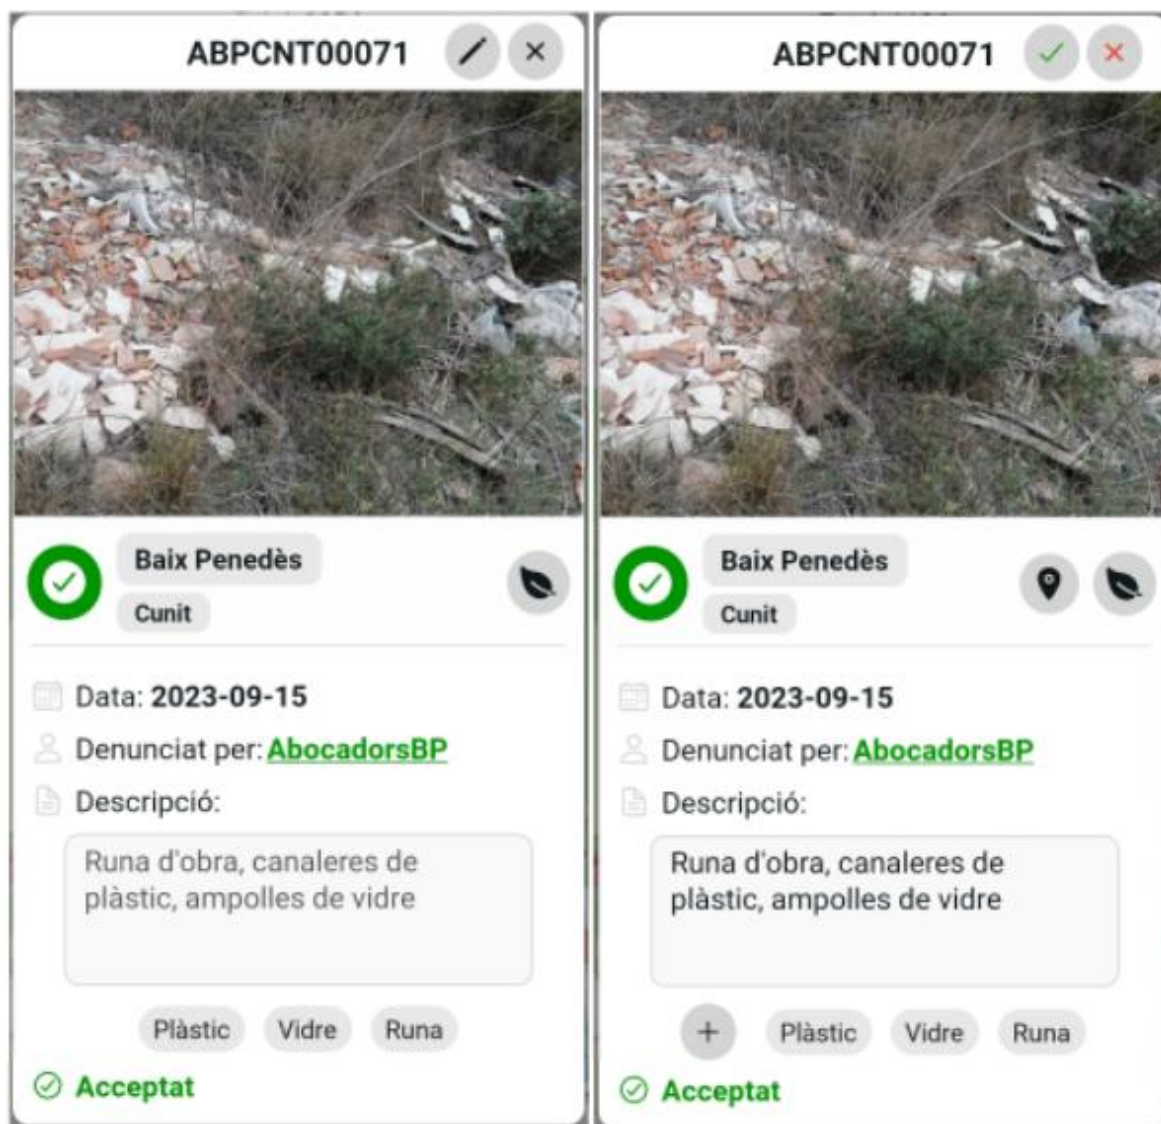 ABPCNT00071
Baix Penedès
Cunit
Data: 2023-09-15
Denunciat per: AbocadorsBP
Descripció:
Runa d'obra, canaleres de
plàstic, ampolles de vidre
Plàstic Vidre Runa
Acceptat
ABPCNT00071
Baix Penedès
Cunit
Data: 2023-09-15
Denunciat per: AbocadorsBP
Descripció:
Runa d'obra, canaleres de
plàstic, ampolles de vidre
+ Plàstic Vidre Runa
Acceptat